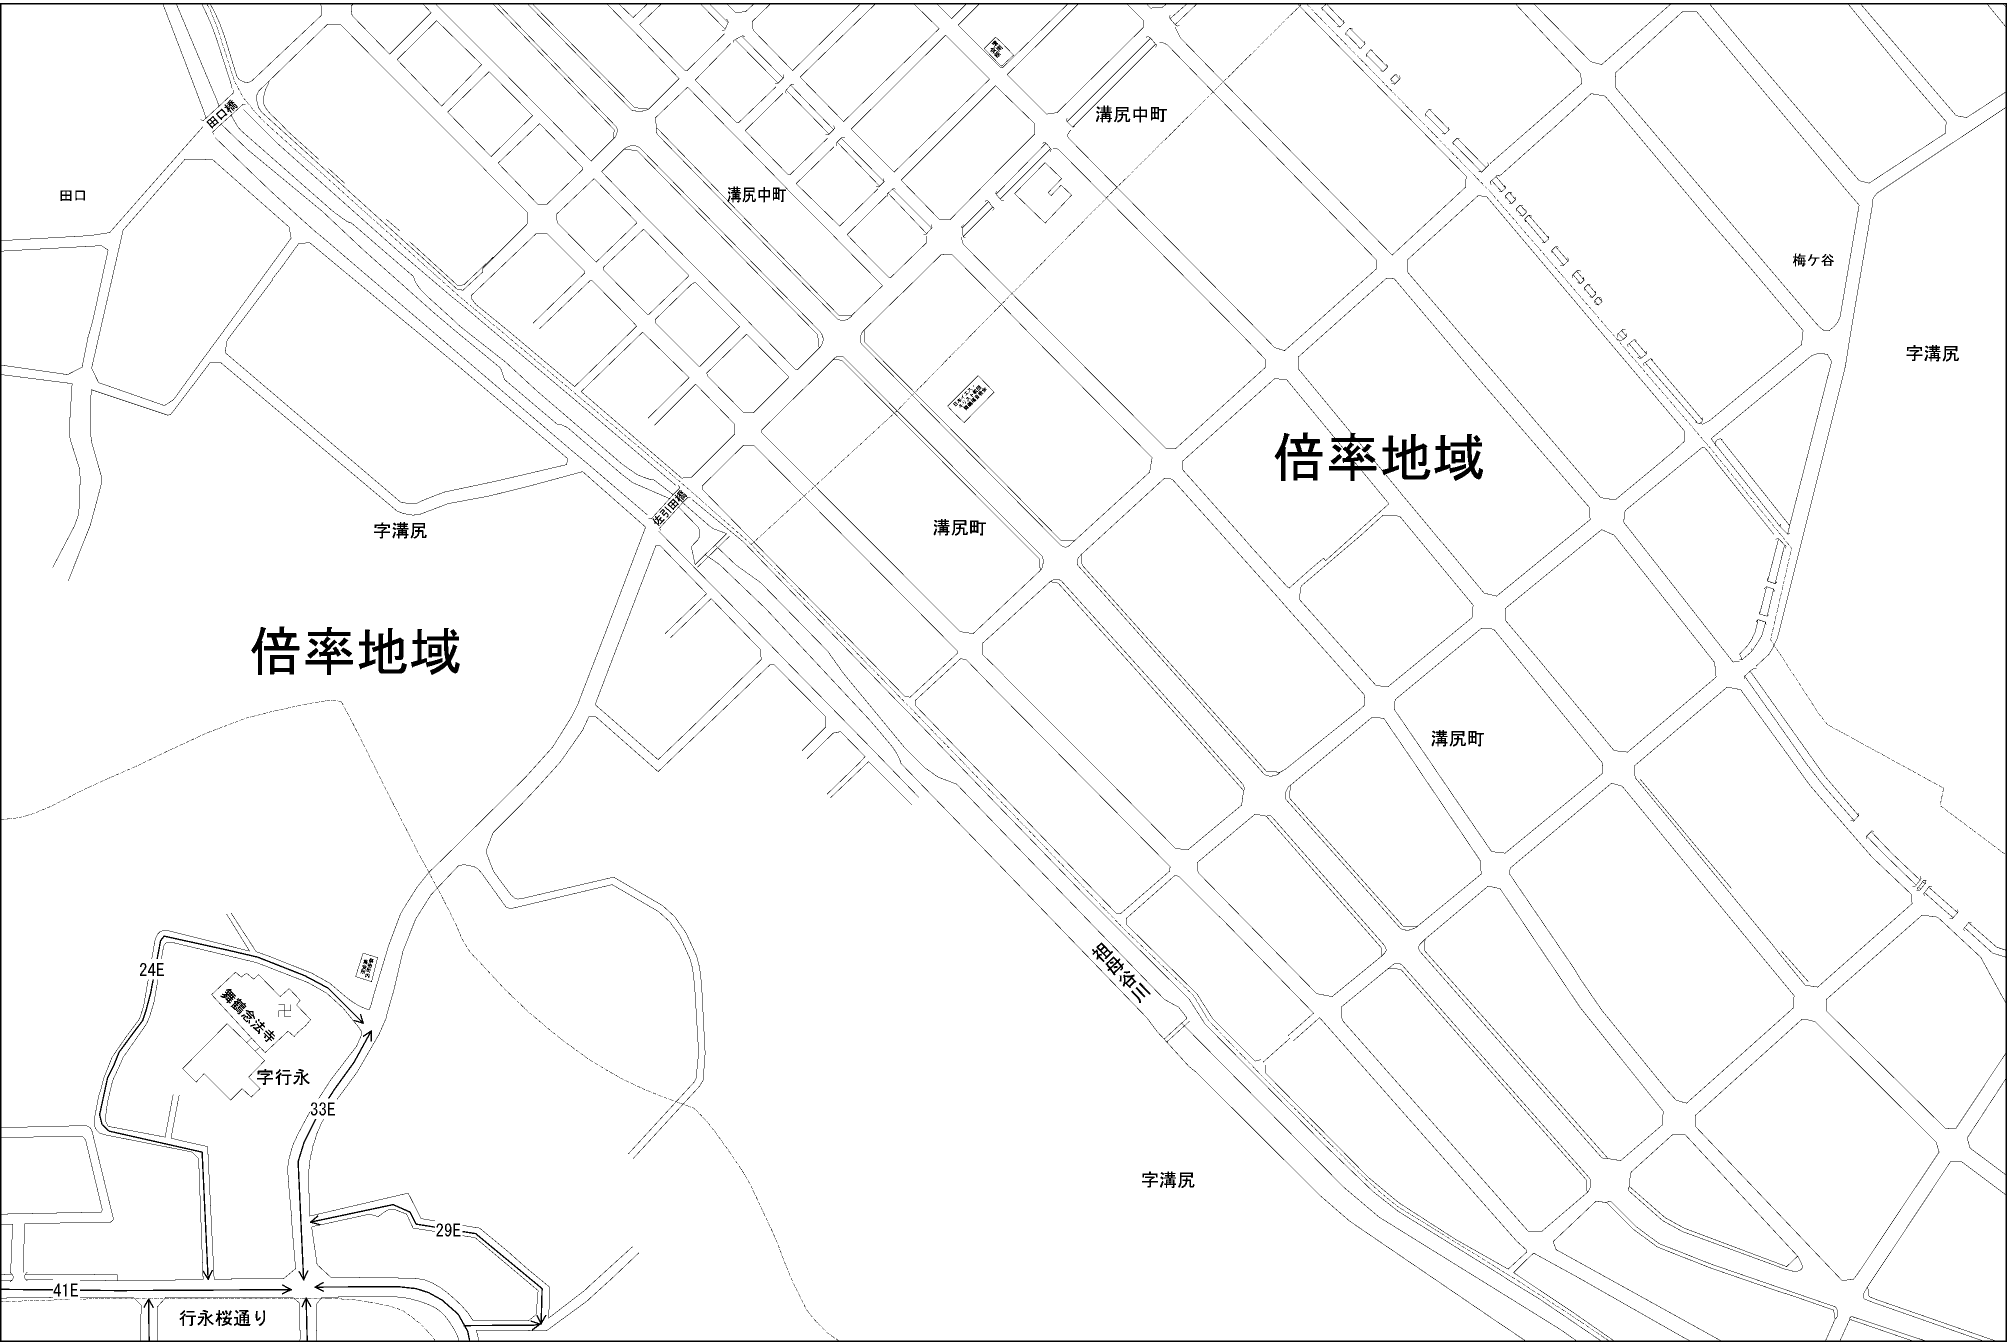 田口橋
溝尻中町
田口
溝尻中町
梅ケ谷
字溝尻
倍率地域
佐引田橋
溝尻町
字溝尻
倍率地域
溝尻町
祖母谷川
24E
舞鶴念法寺
卍
字行永
33E
字溝尻
29E
41E
行永桜通り